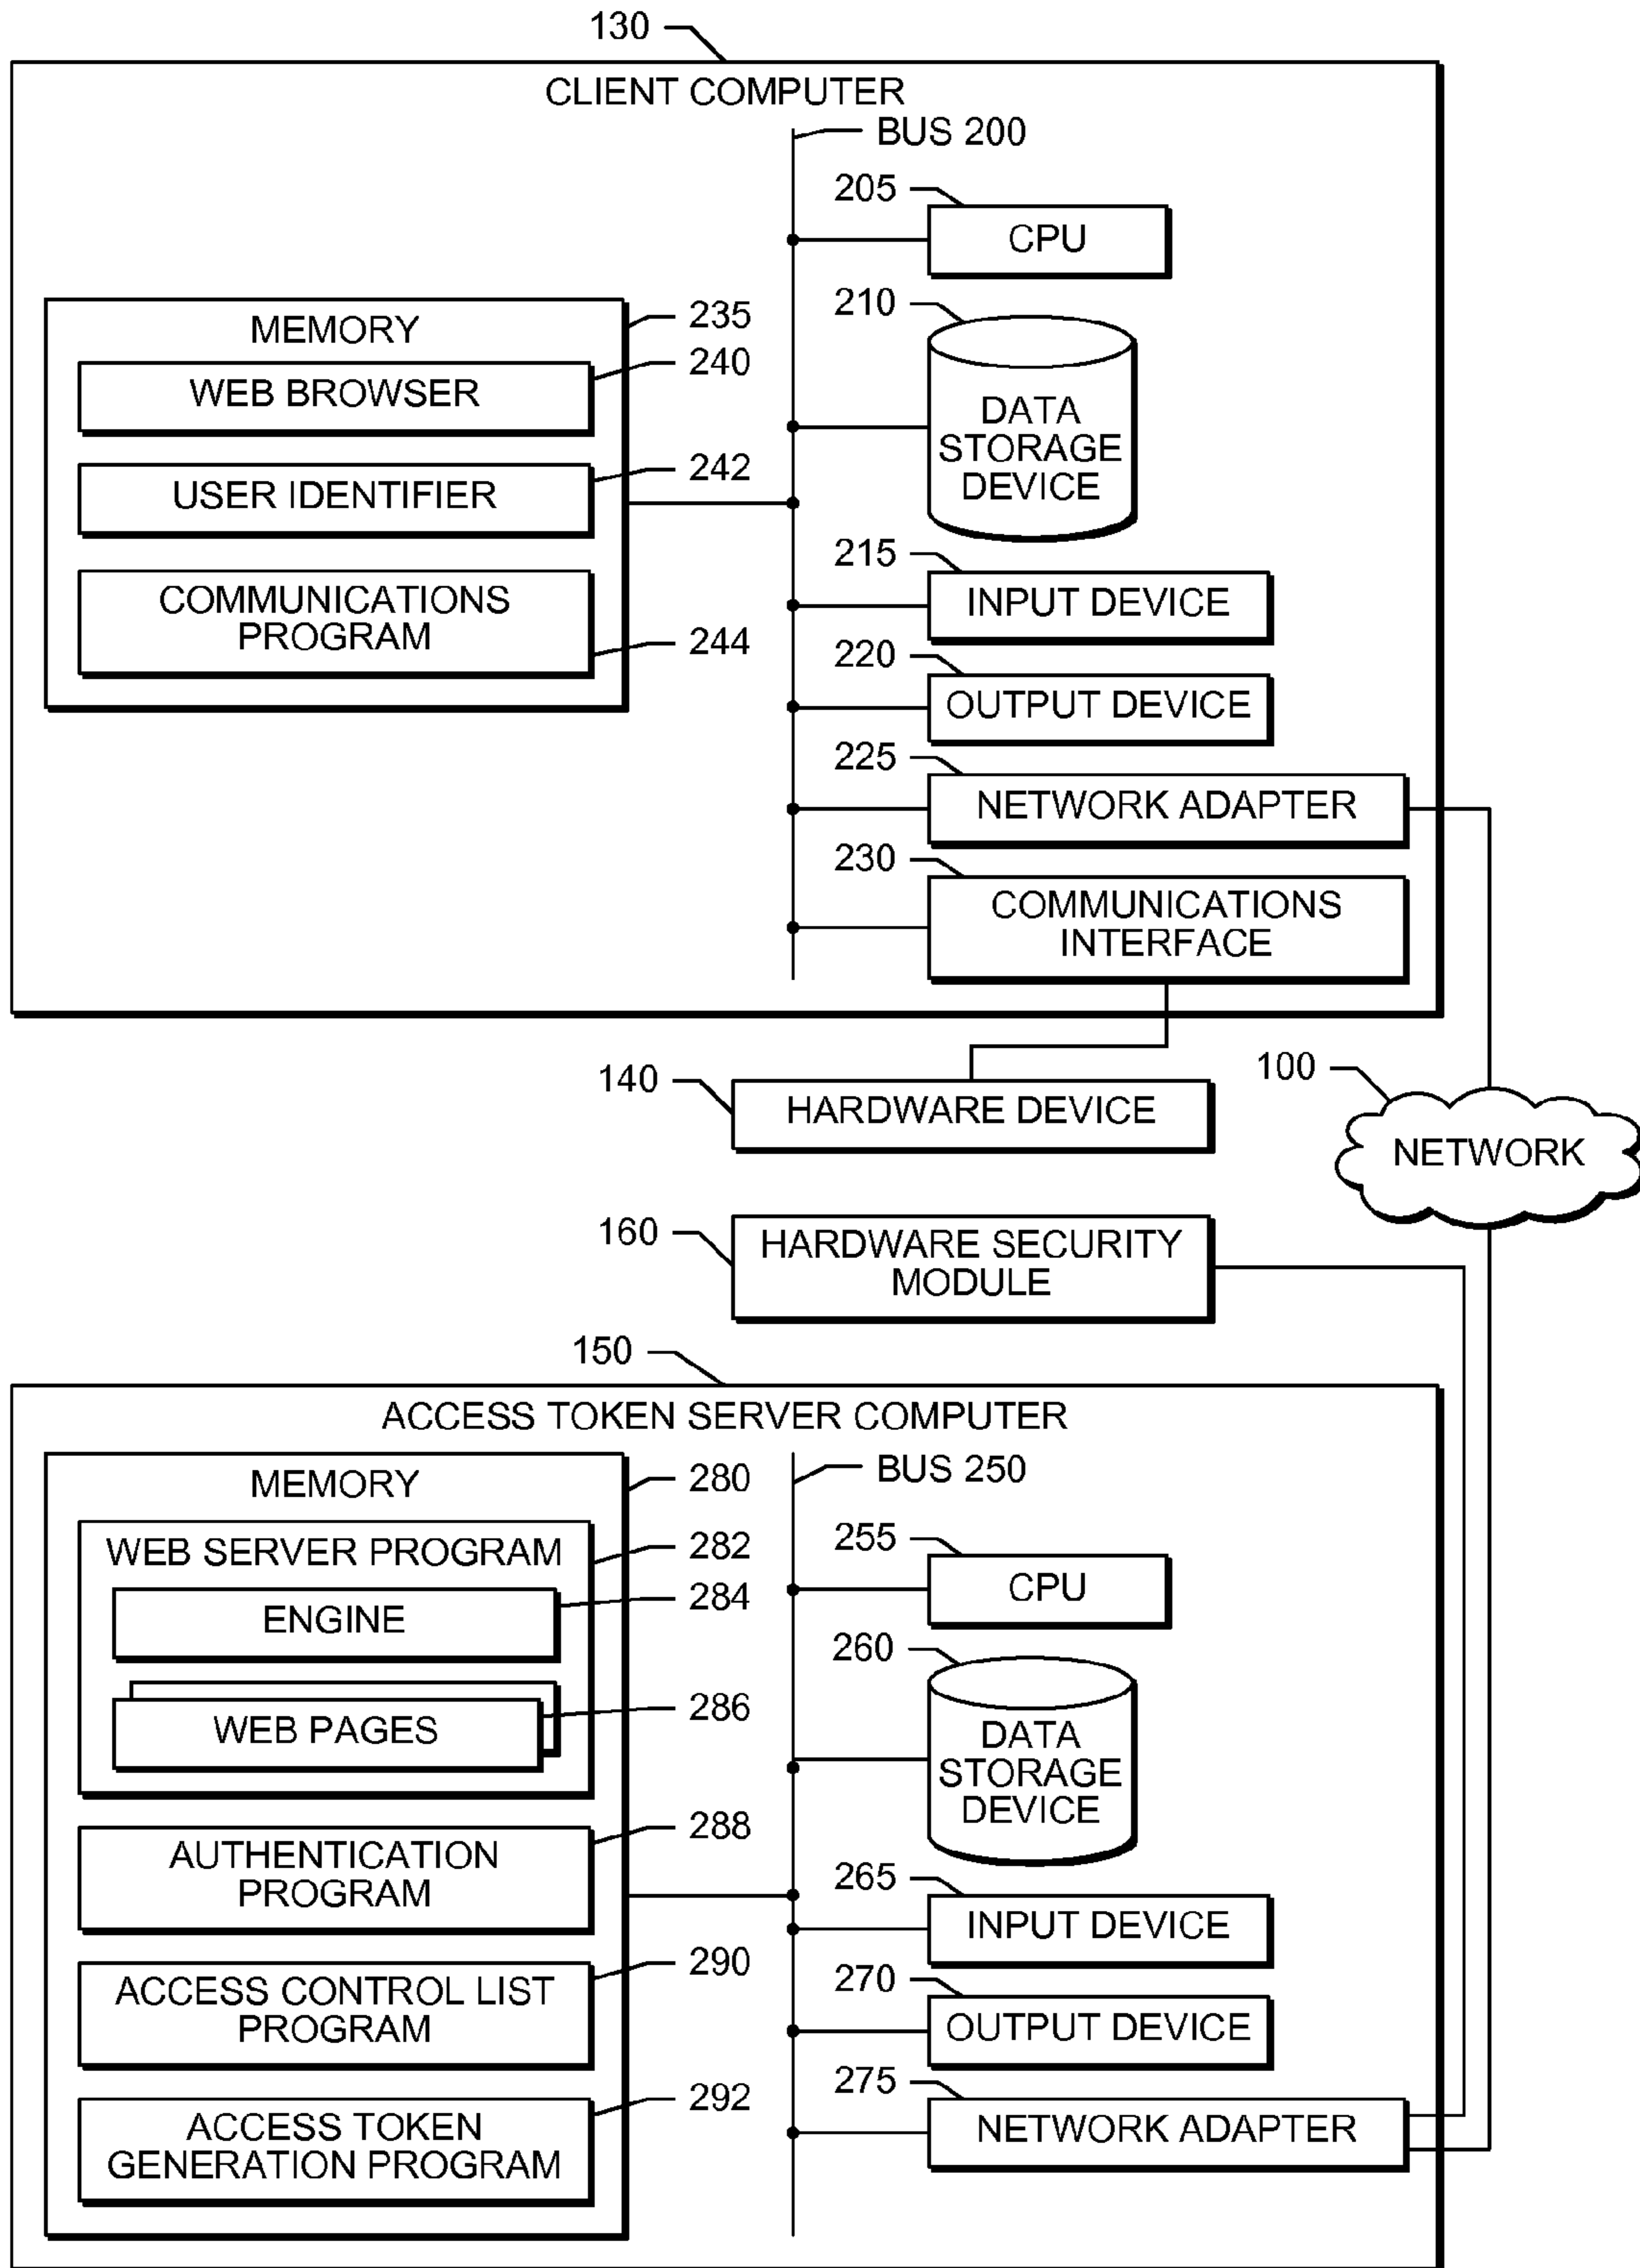 130
CLIENT COMPUTER
BUS 200
205
CPU
210
DATA
STORAGE
DEVICE
MEMORY
235
WEB BROWSER
240
USER IDENTIFIER
242
COMMUNICATIONS
PROGRAM
244
215
INPUT DEVICE
220
OUTPUT DEVICE
225
NETWORK ADAPTER
230
COMMUNICATIONS
INTERFACE
140
HARDWARE DEVICE
100
NETWORK
160
HARDWARE SECURITY
MODULE
150
ACCESS TOKEN SERVER COMPUTER
MEMORY
280
WEB SERVER PROGRAM
282
ENGINE
284
WEB PAGES
286
AUTHENTICATION
PROGRAM
288
ACCESS CONTROL LIST
PROGRAM
290
ACCESS TOKEN
GENERATION PROGRAM
292
BUS 250
255
CPU
260
DATA
STORAGE
DEVICE
265
INPUT DEVICE
270
OUTPUT DEVICE
275
NETWORK ADAPTER